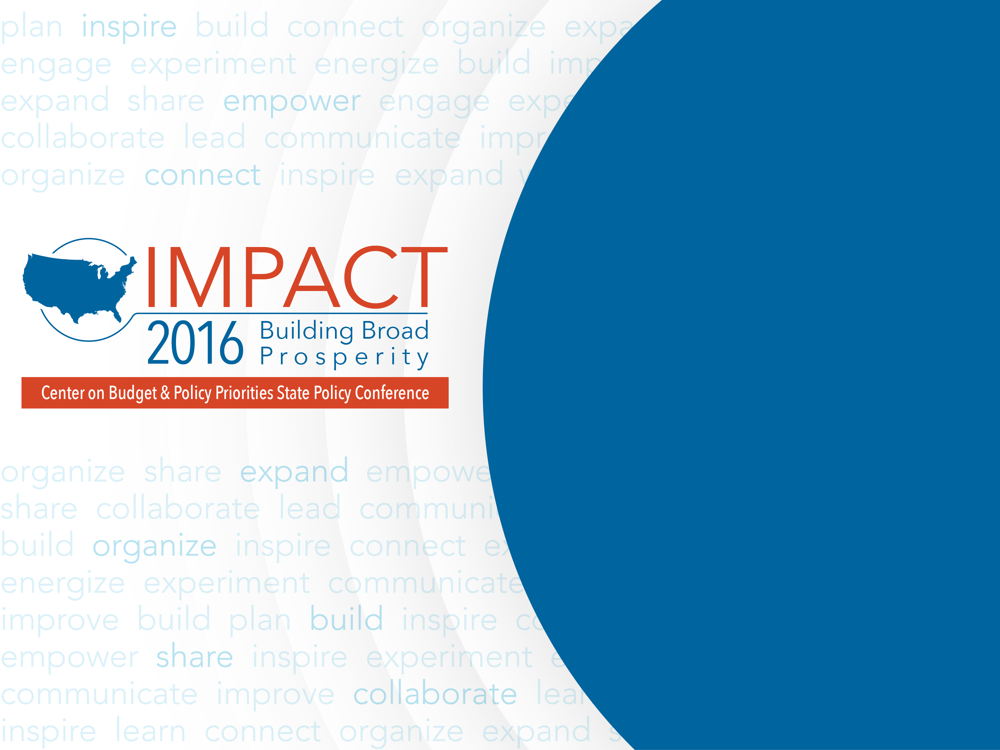 plan inspire build connect organize expa
engage experiment energize build imp
expand share empower engage expe
collaborate lead communicate impr
organize connect inspire expand
IMPACT
2016 Building Broad
Prosperity
Center on Budget & Policy Priorities State Policy Conference
organize share expand empowe
share collaborate lead communi
build organize inspire connect ex
energize experiment communicate
improve build plan build inspire co
empower share inspire experiment e
communicate improve collaborate lear
inspire learn connect organize expand s